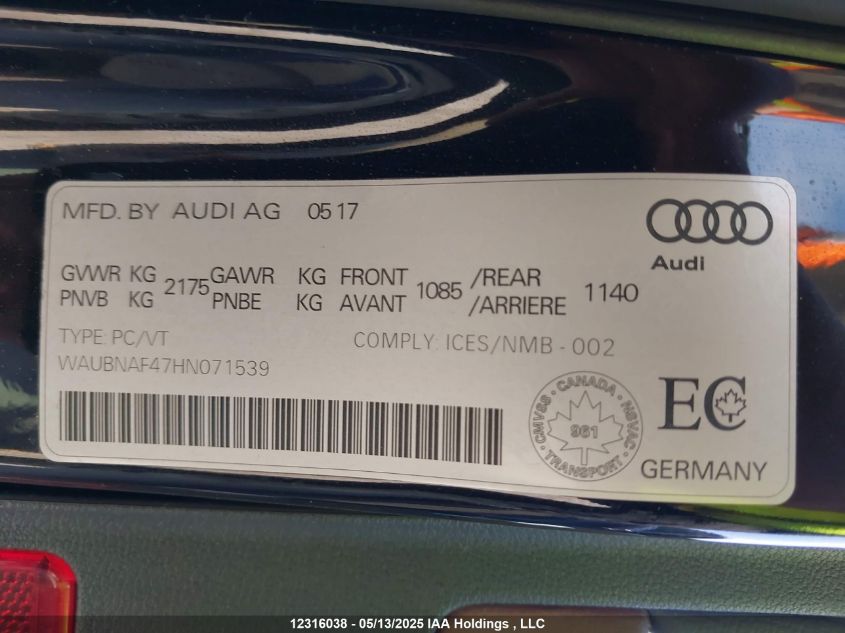 MFD. BY AUDI AG 05 17
Audi
GVWR KG 2175 GAWR KG FRONT 1085 /REAR 1140
PNVB KG PNBE KG AVANT /ARRIERE
TYPE: PC/VT COMPLY: ICES/NMB - 002
WAUBNAF47HN071539
CANADA
CMVSS 961 NSVAC
TRANSPORT
EC
GERMANY
12316038 - 05/13/2025 IAA Holdings , LLC